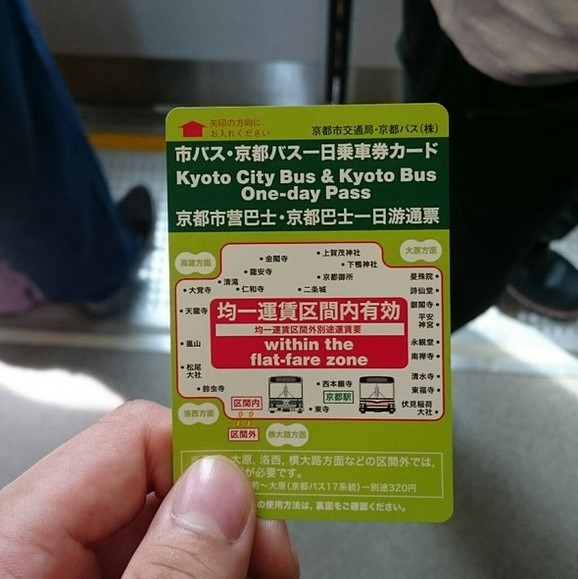 矢印の方向に
お入れください
京都市交通局・京都バス(株)
市バス・京都バス一日乗車券カード
Kyoto City Bus & Kyoto Bus
One-day Pass
京都市营巴士・京都巴士一日游通票
高雄方面
大原方面
上賀茂神社
金閣寺
下鴨神社
龍安寺
京都御所
清滝
大覚寺
仁和寺
二条城
曼殊院
詩仙堂
銀閣寺
平安
神宮
永観堂
南禅寺
清水寺
東福寺
伏見稲荷
大社
天龍寺
嵐山
松尾
大社
鈴虫寺
均一運賃区間内有効
均一運賃区間外別途運賃要
within the
flat-fare zone
西本願寺
京都駅
東寺
区間内
区間外
洛西方面
横大路方面
大原, 洛西, 横大路方面などの区間外では,
が必要です。
前〜大原(京都バス17系統)一別途320円
の使用方法は, 裏面をご確認ください。